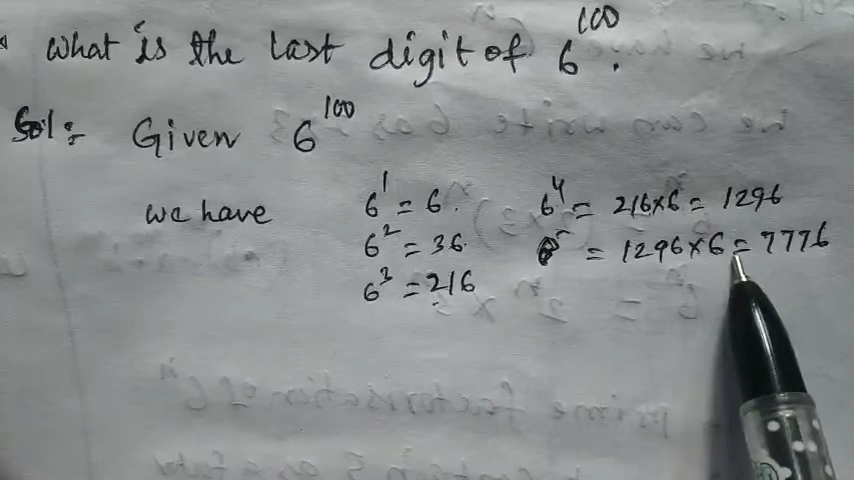 What is the last digit of 6^100.
Sol:- Given 6^100
we have 6^1 = 6. 6^4 = 216×6 = 1296
6^2 = 36. 6^5 = 1296×6 = 7776
6^3 = 216